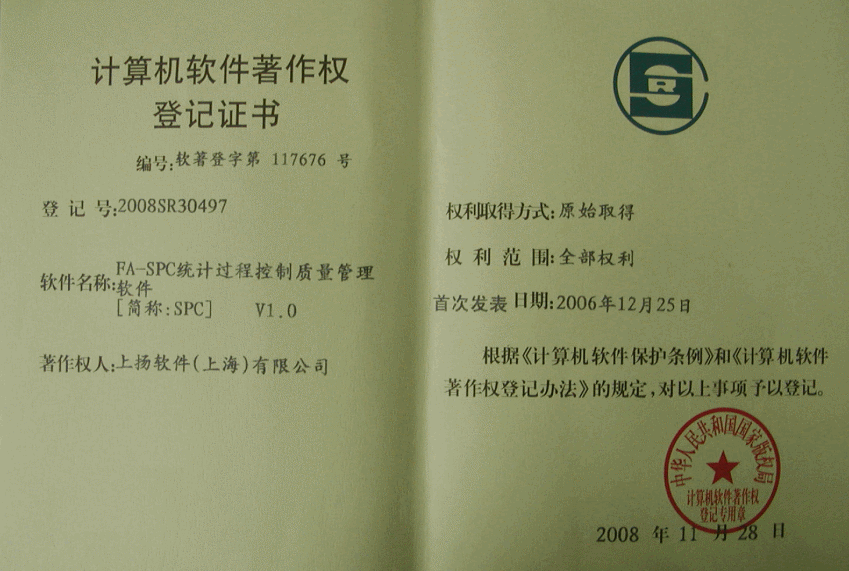 计算机软件著作权
登记证书
编号:软著登字第 117676 号
登 记 号:2008SR30497
软件名称:FA-SPC统计过程控制质量管理
软件
[简称:SPC] V1.0
著作权人:上扬软件(上海)有限公司
SR
权利取得方式:原始取得
权 利 范 围:全部权利
首次发表日期:2006年12月25日
根据《计算机软件保护条例》和《计算机软件
著作权登记办法》的规定,对以上事项予以登记。
中华人民共和国国家版权局
计算机软件著作权
登记专用章
2008 年 11 月 28 日